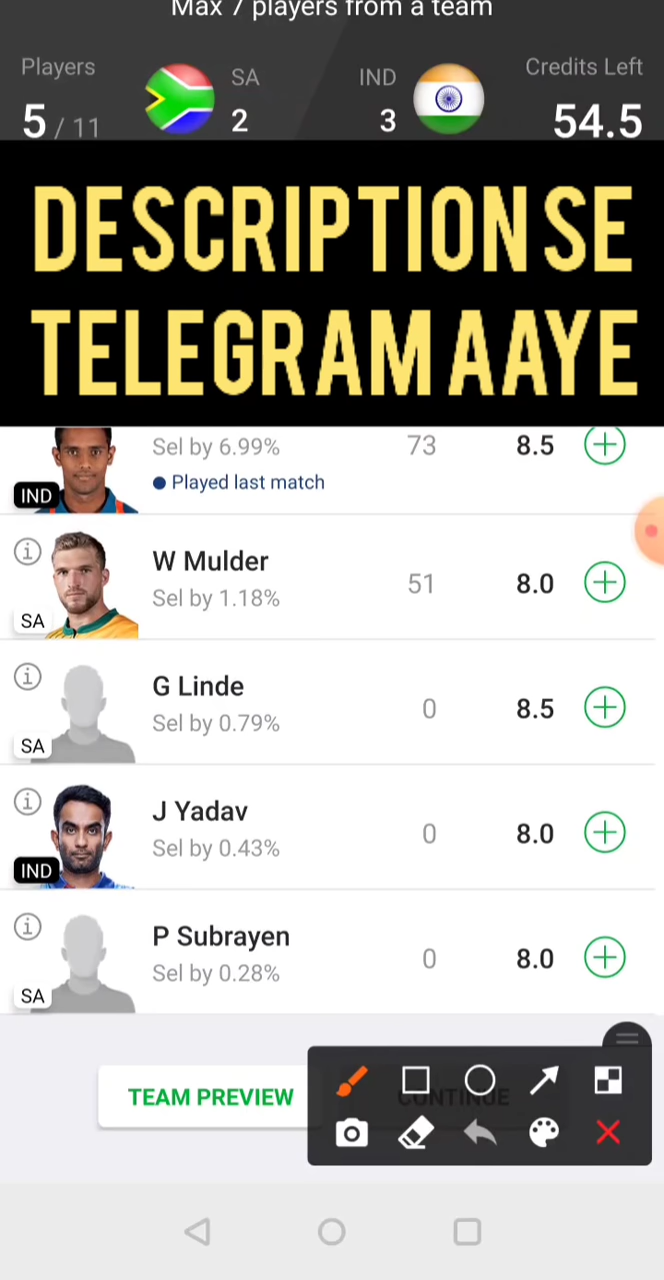 Max 7 players from a team
Players
SA
IND
Credits Left
5 / 11
2
3
54.5
DESCRIPTION SE
TELEGRAM AAYE
Sel by 6.99%
73
8.5
Played last match
IND
W Mulder
Sel by 1.18%
51
8.0
SA
G Linde
Sel by 0.79%
0
8.5
SA
J Yadav
Sel by 0.43%
0
8.0
IND
P Subrayen
Sel by 0.28%
0
8.0
SA
TEAM PREVIEW
CONTINUE